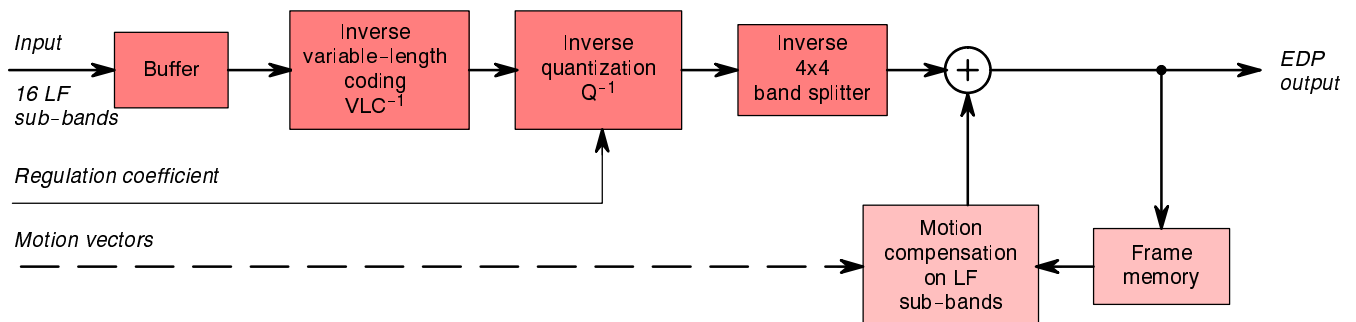 Input
16 LF
sub-bands
Buffer
Inverse
variable-length
coding
VLC⁻¹
Inverse
quantization
Q⁻¹
Inverse
4x4
band splitter
+
EDP
output
Regulation coefficient
Motion vectors
Motion
compensation
on LF
sub-bands
Frame
memory